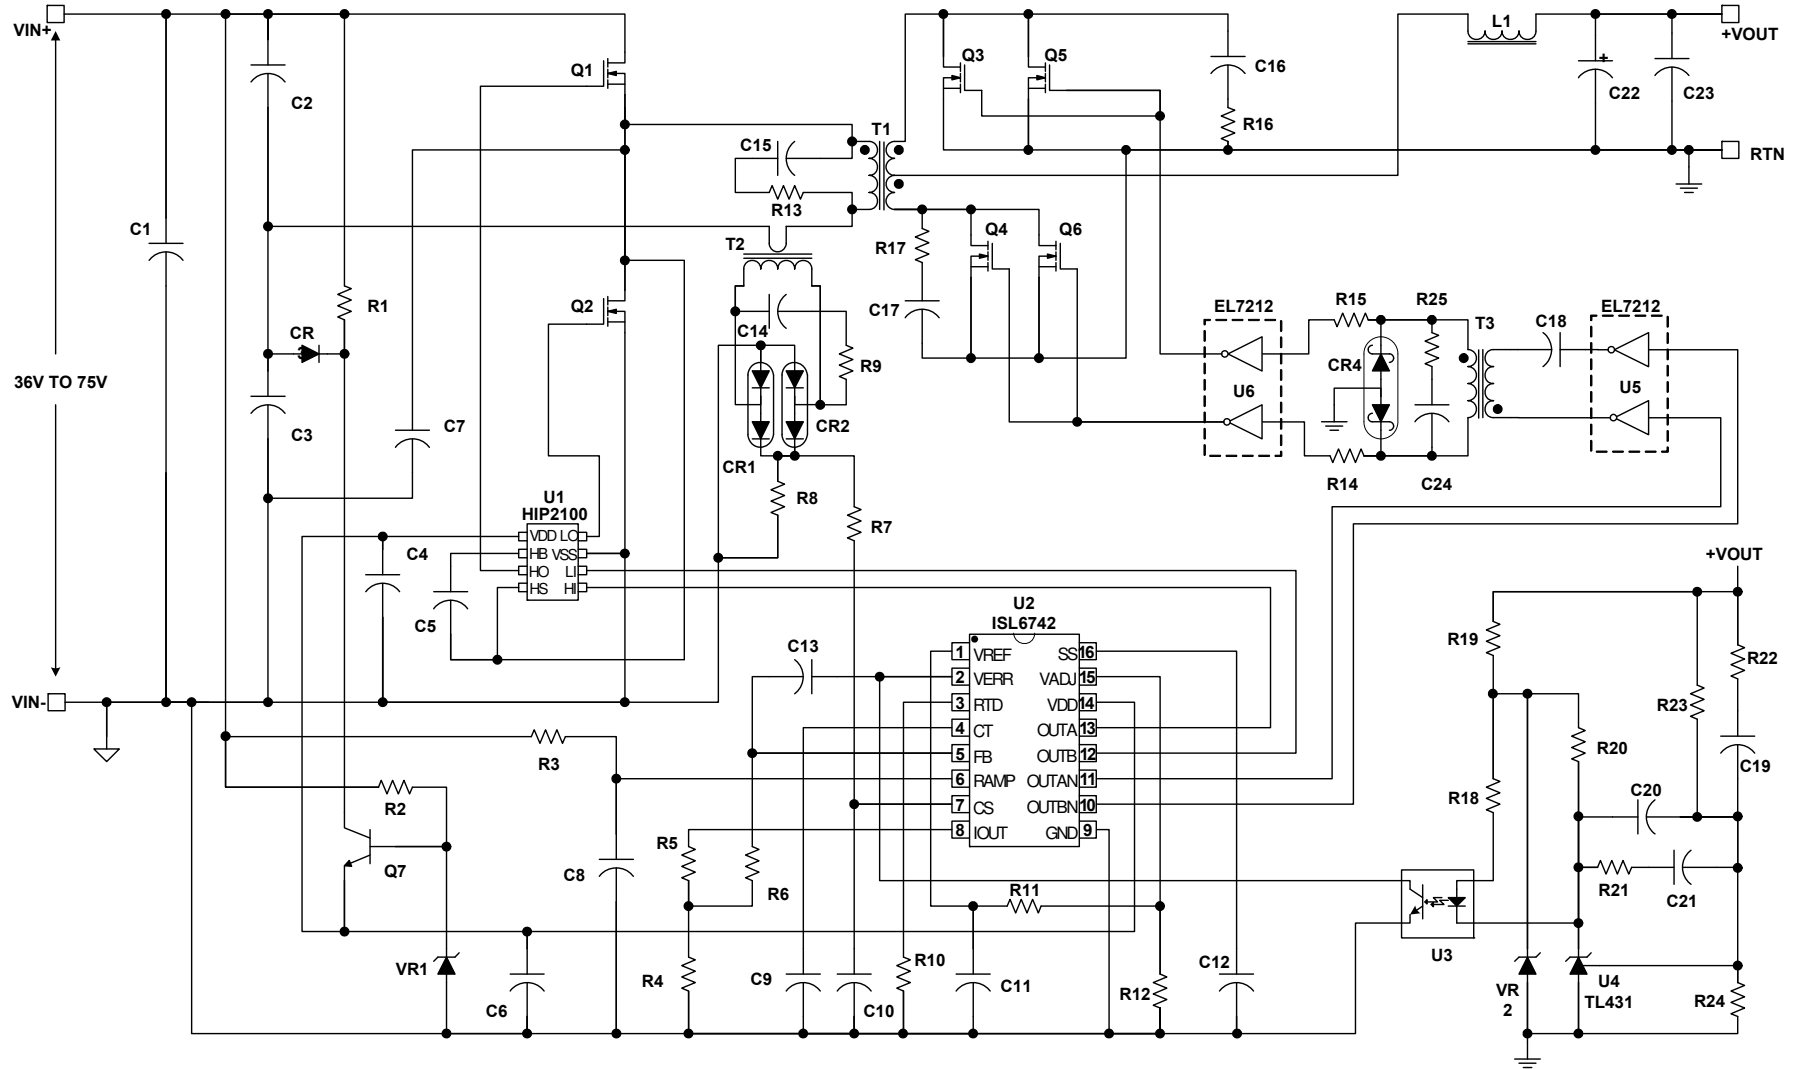 VIN+
L1
+VOUT
Q3
Q5
C16
Q1
C2
C22
C23
R16
T1
C15
RTN
R13
C1
Q4
Q6
T2
R17
R1
Q2
C17
EL7212
R15
R25
EL7212
C18
T3
CR
C14
R9
CR4
36V TO 75V
U6
U5
C3
C7
CR2
CR1
R14
C24
R8
U1
HIP2100
R7
VDD LO
HB VSS
HO LI
HS HI
C4
C5
+VOUT
U2
ISL6742
R19
C13
1 VREF SS 16
2 VERR VADJ 15
3 RTD VDD 14
4 CT OUTA 13
5 FB OUTB 12
6 RAMP OUTAN 11
7 CS OUTBN 10
8 IOUT GND 9
R22
VIN-
R23
R20
R3
C19
R2
R18
C20
R5
Q7
C8
R6
R11
R21
C21
U3
VR1
R4
C9
R10
C12
C6
C10
C11
R12
VR
2
U4
TL431
R24
+